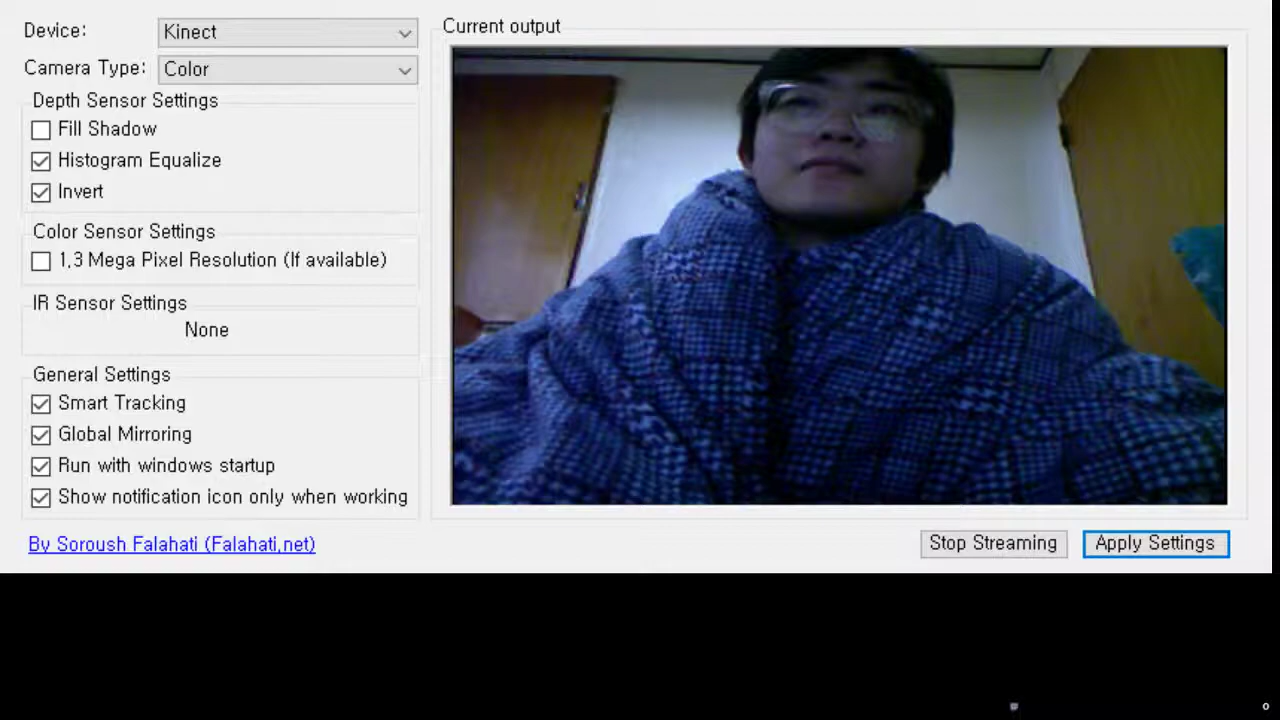 Device:
Kinect
Camera Type:
Color
Depth Sensor Settings
Fill Shadow
Histogram Equalize
Invert
Color Sensor Settings
1,3 Mega Pixel Resolution (If available)
IR Sensor Settings
None
General Settings
Smart Tracking
Global Mirroring
Run with windows startup
Show notification icon only when working
By Soroush Falahati (Falahati,net)
Current output
Stop Streaming
Apply Settings